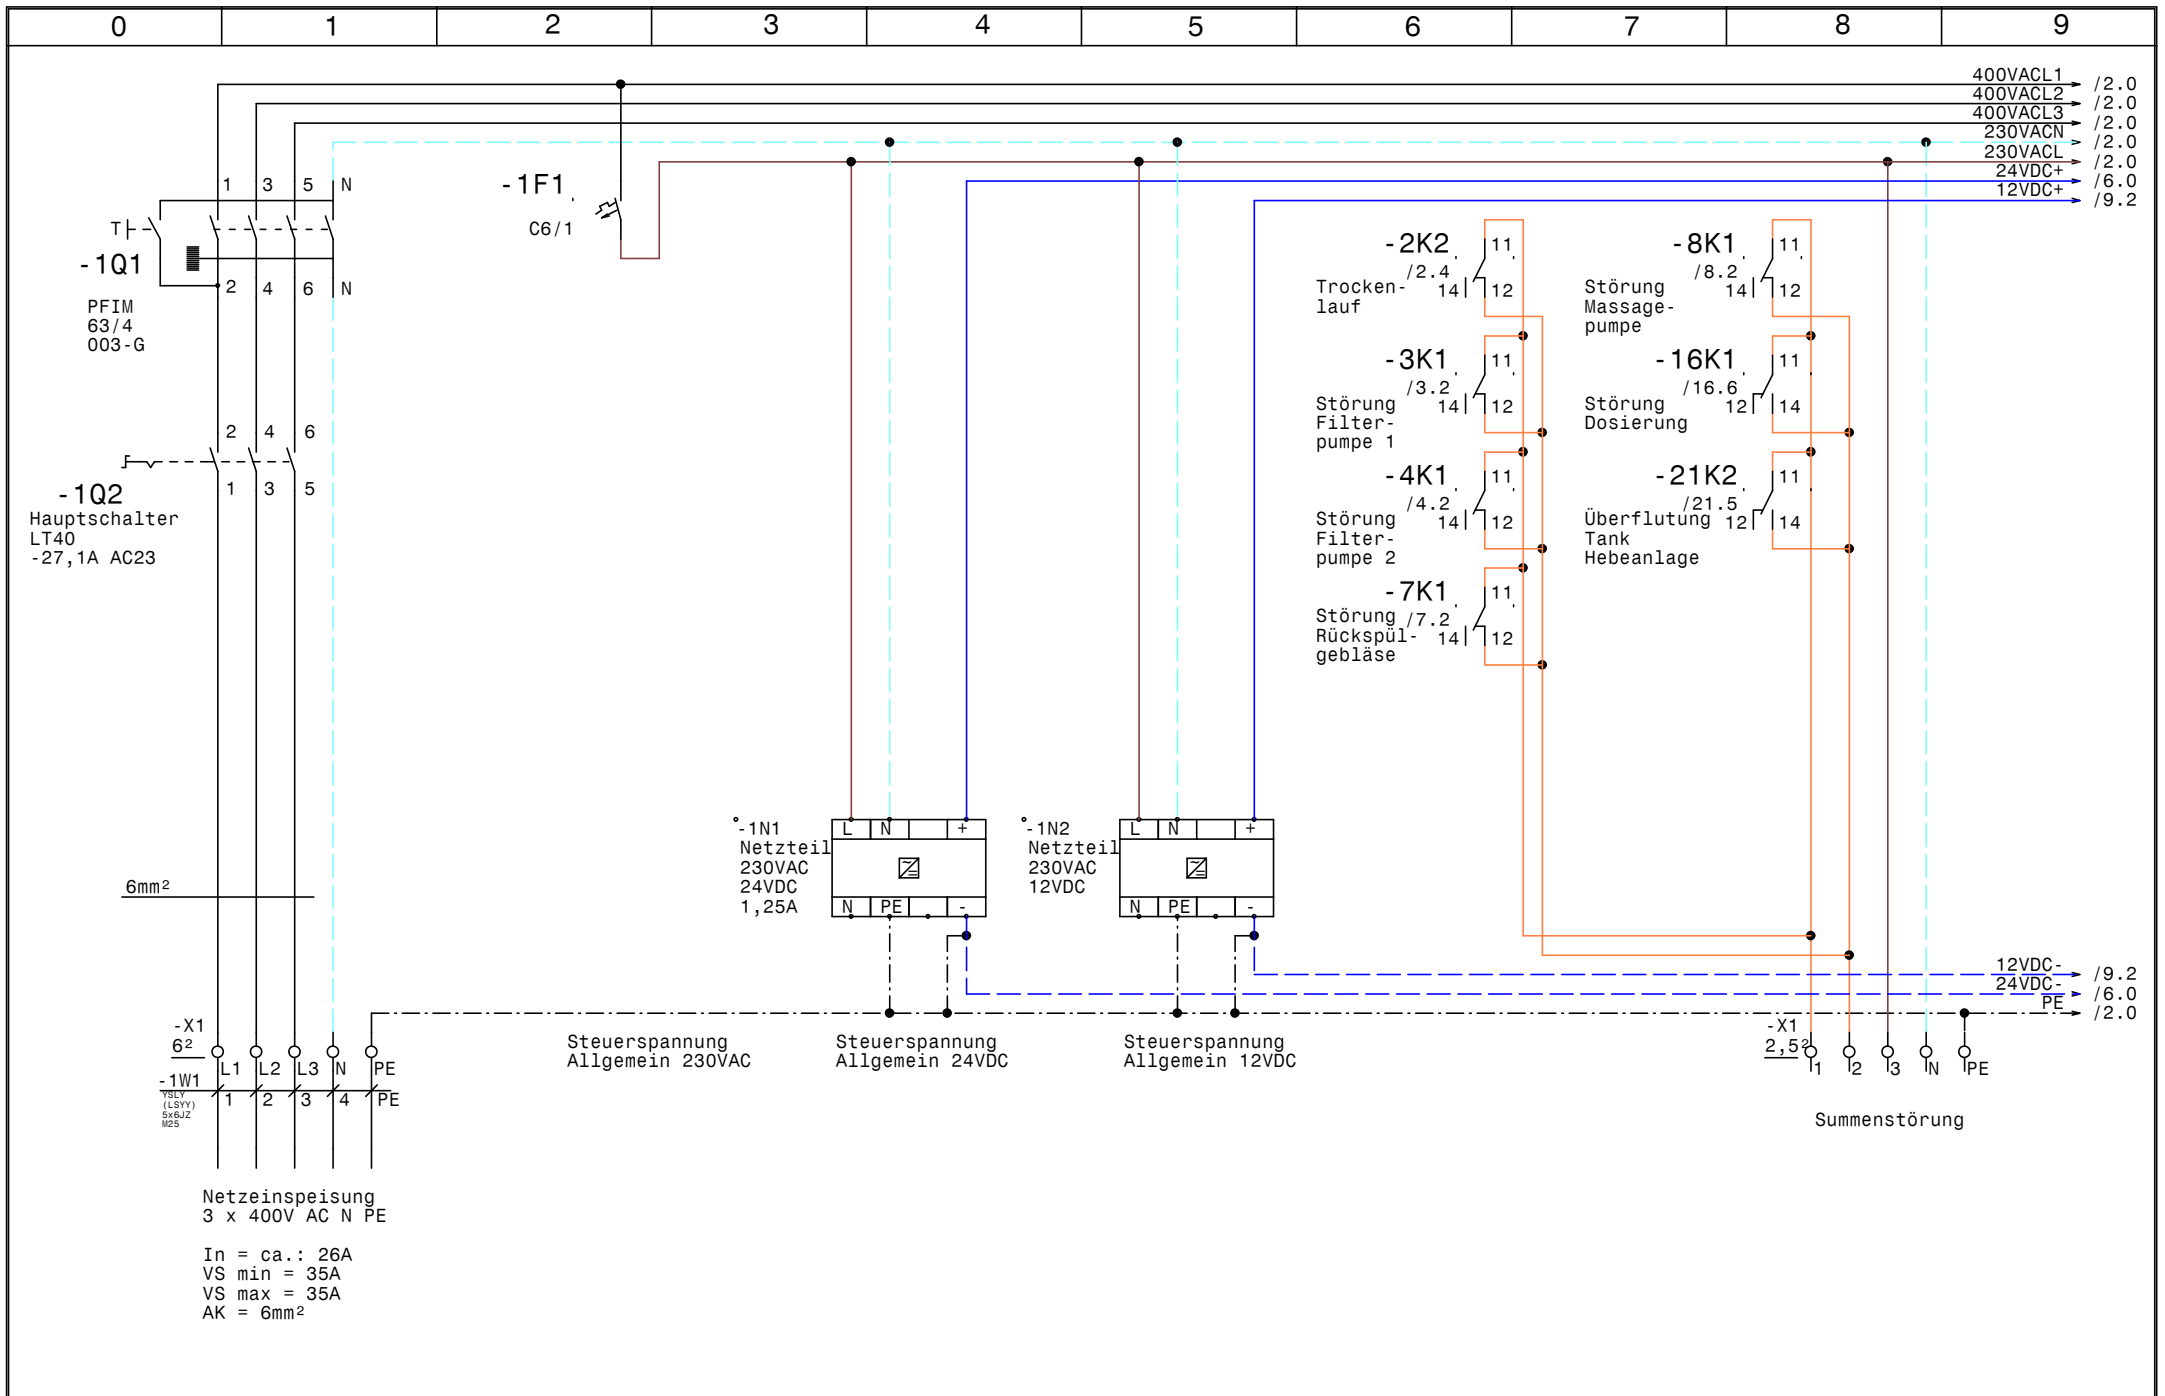 0 1 2 3 4 5 6 7 8 9
400VACL1 /2.0
400VACL2 /2.0
400VACL3 /2.0
230VACN /2.0
230VACL /2.0
24VDC+ /6.0
12VDC+ /9.2
1 3 5 N
T
-1Q1
2 4 6 N
PFIM
63/4
003-G
2 4 6
-1Q2
1 3 5
Hauptschalter
LT40
-27,1A AC23
-1F1
C6/1
-2K2 11
/2.4
14 12
Trocken-
lauf
-3K1 11
/3.2
14 12
Störung
Filter-
pumpe 1
-4K1 11
/4.2
14 12
Störung
Filter-
pumpe 2
-7K1 11
/7.2
14 12
Störung
Rückspül-
gebläse
-8K1 11
/8.2
14 12
Störung
Massage-
pumpe
-16K1 11
/16.6
12 14
Störung
Dosierung
-21K2 11
/21.5
12 14
Überflutung
Tank
Hebeanlage
-1N1
Netzteil
230VAC
24VDC
1,25A
L N +
N PE -
-1N2
Netzteil
230VAC
12VDC
L N +
N PE -
6mm²
12VDC- /9.2
24VDC- /6.0
PE /2.0
-X1
6²
L1 L2 L3 N PE
-1W1
YSLY
(LSYY)
5x6JZ
M25
1 2 3 4 PE
Steuerspannung
Allgemein 230VAC
Steuerspannung
Allgemein 24VDC
Steuerspannung
Allgemein 12VDC
-X1
2,5²
1 2 3 N PE
Summenstörung
Netzeinspeisung
3 x 400V AC N PE
In = ca.: 26A
VS min = 35A
VS max = 35A
AK = 6mm²